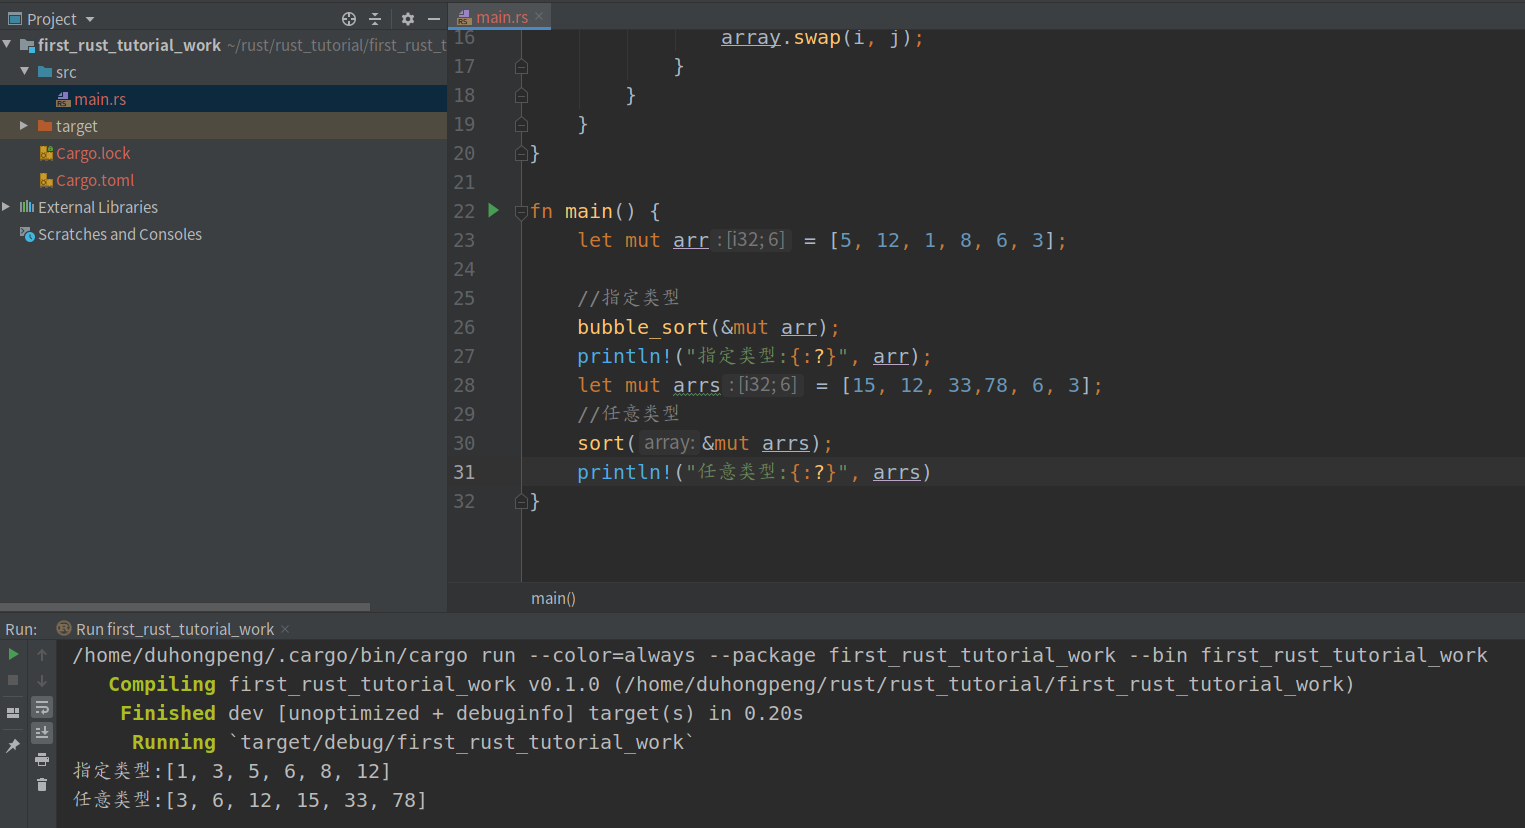 Project
main.rs
first_rust_tutorial_work ~/rust/rust_tutorial/first_rust_t
src
main.rs
target
Cargo.lock
Cargo.toml
External Libraries
Scratches and Consoles
16 array.swap(i, j);
17 }
18 }
19 }
20 }
21
22 fn main() {
23 let mut arr: [i32; 6] = [5, 12, 1, 8, 6, 3];
24
25 //指定类型
26 bubble_sort(&mut arr);
27 println!("指定类型:{:?}", arr);
28 let mut arrs: [i32; 6] = [15, 12, 33,78, 6, 3];
29 //任意类型
30 sort( array: &mut arrs);
31 println!("任意类型:{:?}", arrs)
32 }
main()
Run: Run first_rust_tutorial_work
/home/duhongpeng/.cargo/bin/cargo run --color=always --package first_rust_tutorial_work --bin first_rust_tutorial_work
Compiling first_rust_tutorial_work v0.1.0 (/home/duhongpeng/rust/rust_tutorial/first_rust_tutorial_work)
Finished dev [unoptimized + debuginfo] target(s) in 0.20s
Running `target/debug/first_rust_tutorial_work`
指定类型:[1, 3, 5, 6, 8, 12]
任意类型:[3, 6, 12, 15, 33, 78]